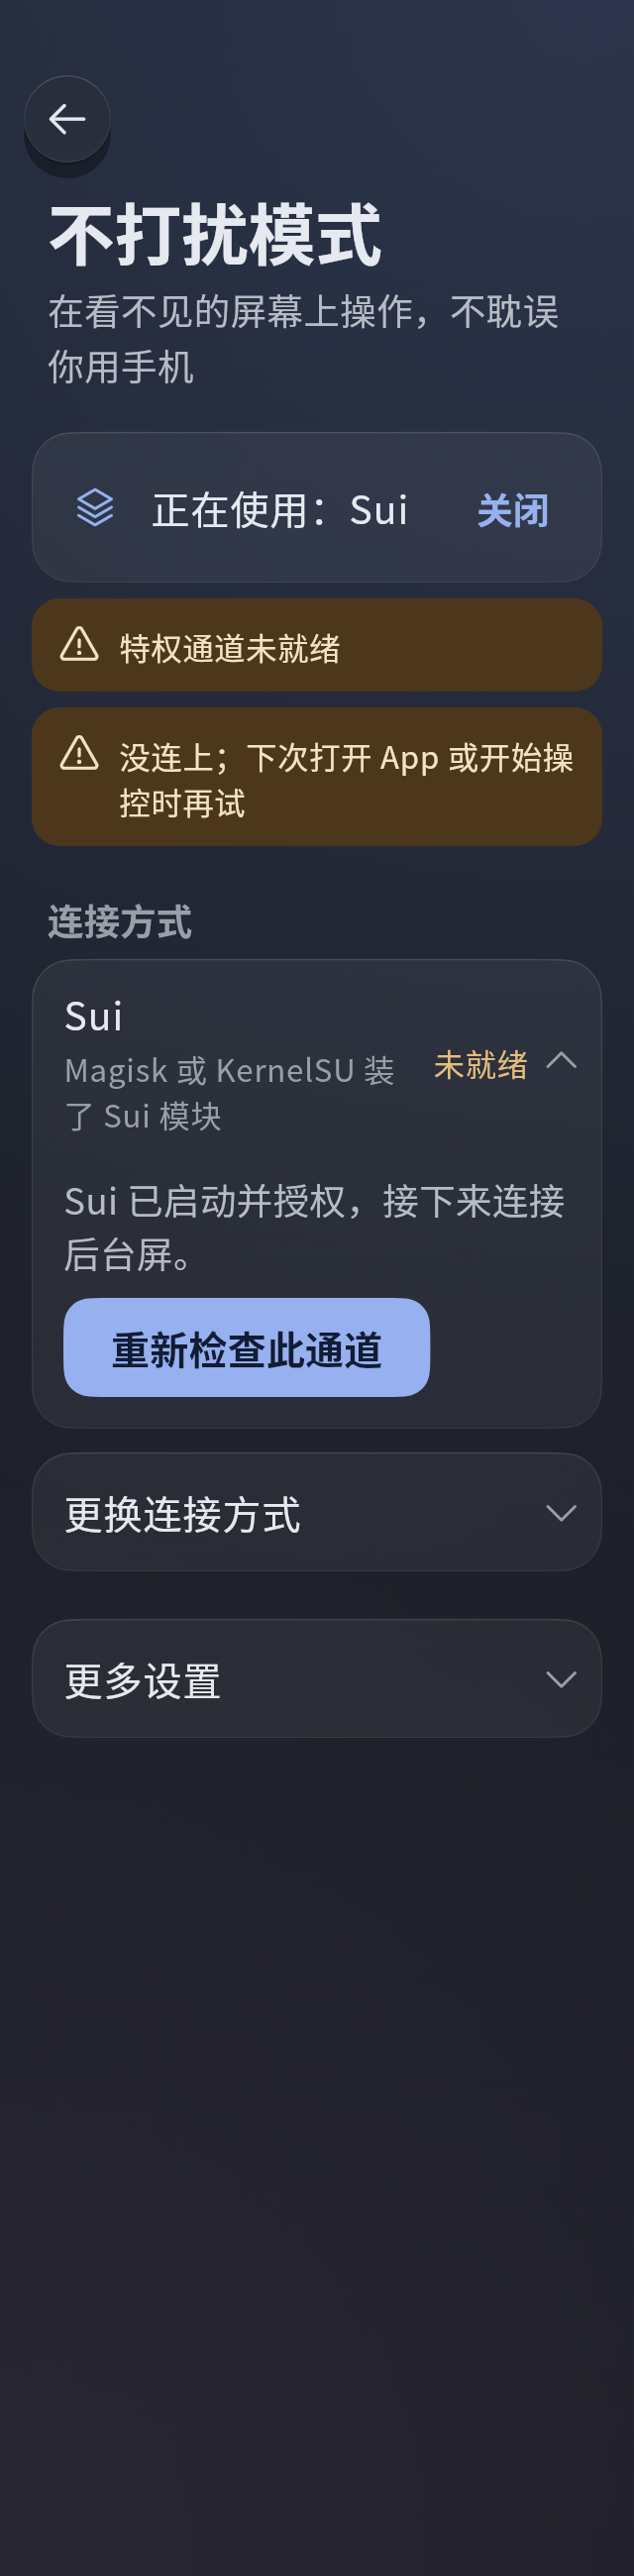 不打扰模式
在看不见的屏幕上操作，不耽误
你用手机
正在使用：Sui
关闭
特权通道未就绪
没连上；下次打开 App 或开始操
控时再试
连接方式
Sui
Magisk 或 KernelSU 装
了 Sui 模块
未就绪
Sui 已启动并授权，接下来连接
后台屏。
重新检查此通道
更换连接方式
更多设置